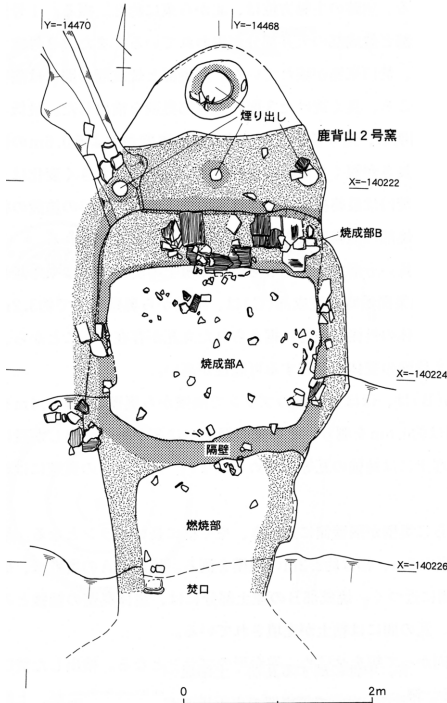 Y=-14470
Y=-14468
煙り出し
鹿背山２号窯
X=-140222
焼成部B
焼成部A
X=-140224
隔壁
燃焼部
X=-140226
焚口
0
2m